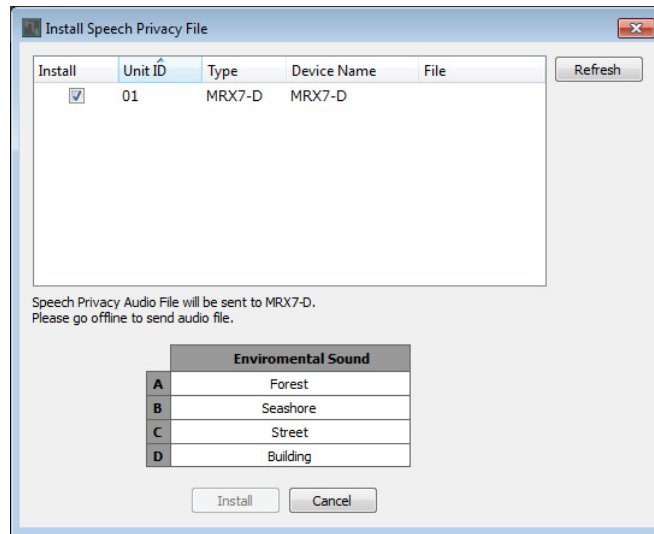 Install Speech Privacy File
Install Unit ID Type Device Name File Refresh
01 MRX7-D MRX7-D
Speech Privacy Audio File will be sent to MRX7-D.
Please go offline to send audio file.
Enviromental Sound
A Forest
B Seashore
C Street
D Building
Install Cancel